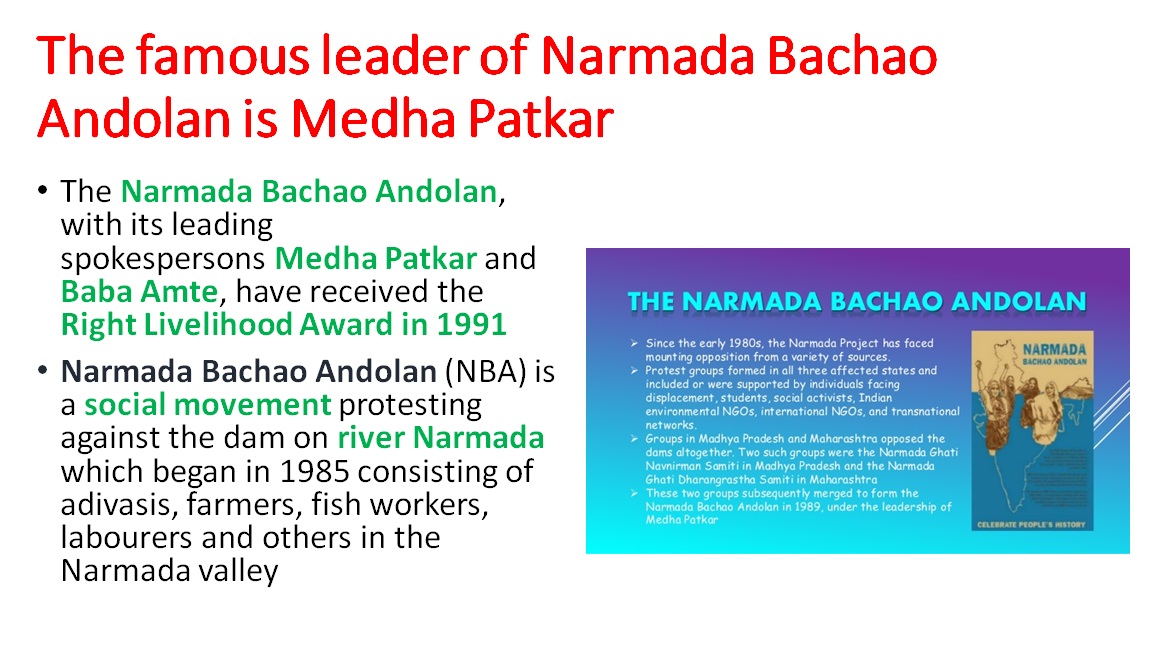 The famous leader of Narmada Bachao
Andolan is Medha Patkar
• The Narmada Bachao Andolan,
with its leading
spokespersons Medha Patkar and
Baba Amte, have received the
Right Livelihood Award in 1991
• Narmada Bachao Andolan (NBA) is
a social movement protesting
against the dam on river Narmada
which began in 1985 consisting of
adivasis, farmers, fish workers,
labourers and others in the
Narmada valley
THE NARMADA BACHAO ANDOLAN
➢ Since the early 1980s, the Narmada Project has faced
mounting opposition from a variety of sources.
➢ Protest groups formed in all three affected states and
included or were supported by individuals facing
displacement, students, social activists, Indian
environmental NGOs, international NGOs, and transnational
networks.
➢ Groups in Madhya Pradesh and Maharashtra opposed the
dams altogether. Two such groups were the Narmada Ghati
Navnirman Samiti in Madhya Pradesh and the Narmada
Ghati Dharangrastha Samiti in Maharashtra
➢ These two groups subsequently merged to form the
Narmada Bachao Andolan in 1989, under the leadership of
Medha Patkar
NARMADA
BACHAO ANDOLAN
CELEBRATE PEOPLE'S HISTORY